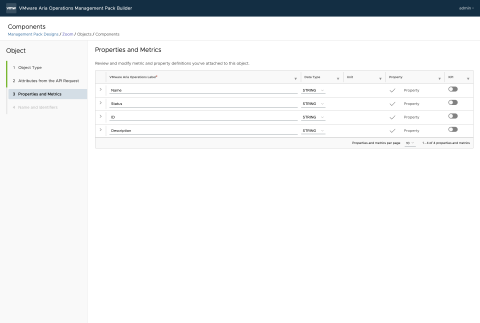 vmw VMware Aria Operations Management Pack Builder admin
Components
Management Pack Designs / Zoom / Objects / Components
Object
1 Object Type
2 Attributes from the API Request
3 Properties and Metrics
4 Name and Identifiers
Properties and Metrics
Review and modify metric and property definitions you've attached to this object.
VMware Aria Operations Label* Data Type Unit Property KPI
Name STRING Property
Status STRING Property
ID STRING Property
Description STRING Property
Properties and metrics per page 10 1 - 4 of 4 properties and metrics